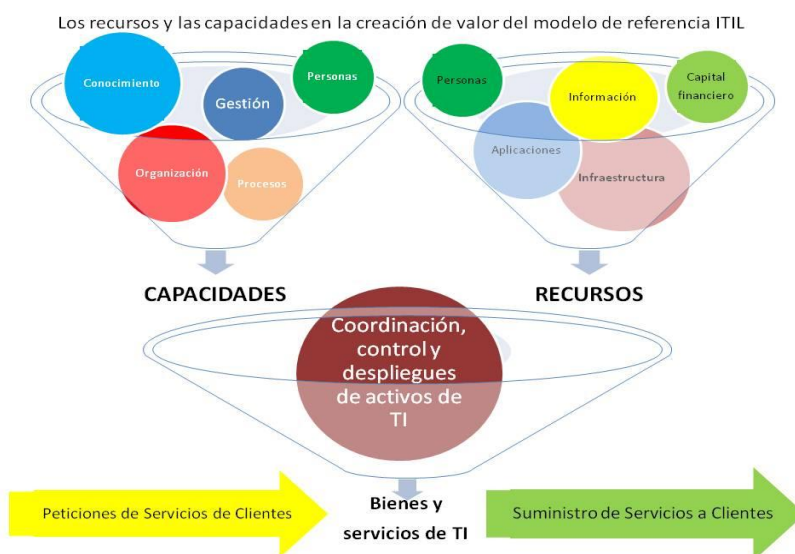 Los recursos y las capacidades en la creación de valor del modelo de referencia ITIL
Conocimiento
Gestión
Personas
Organización
Procesos
Personas
Información
Capital
financiero
Aplicaciones
Infraestructura
CAPACIDADES
RECURSOS
Coordinación,
control y
despliegues
de activos de
TI
Peticiones de Servicios de Clientes
Bienes y
servicios de TI
Suministro de Servicios a Clientes